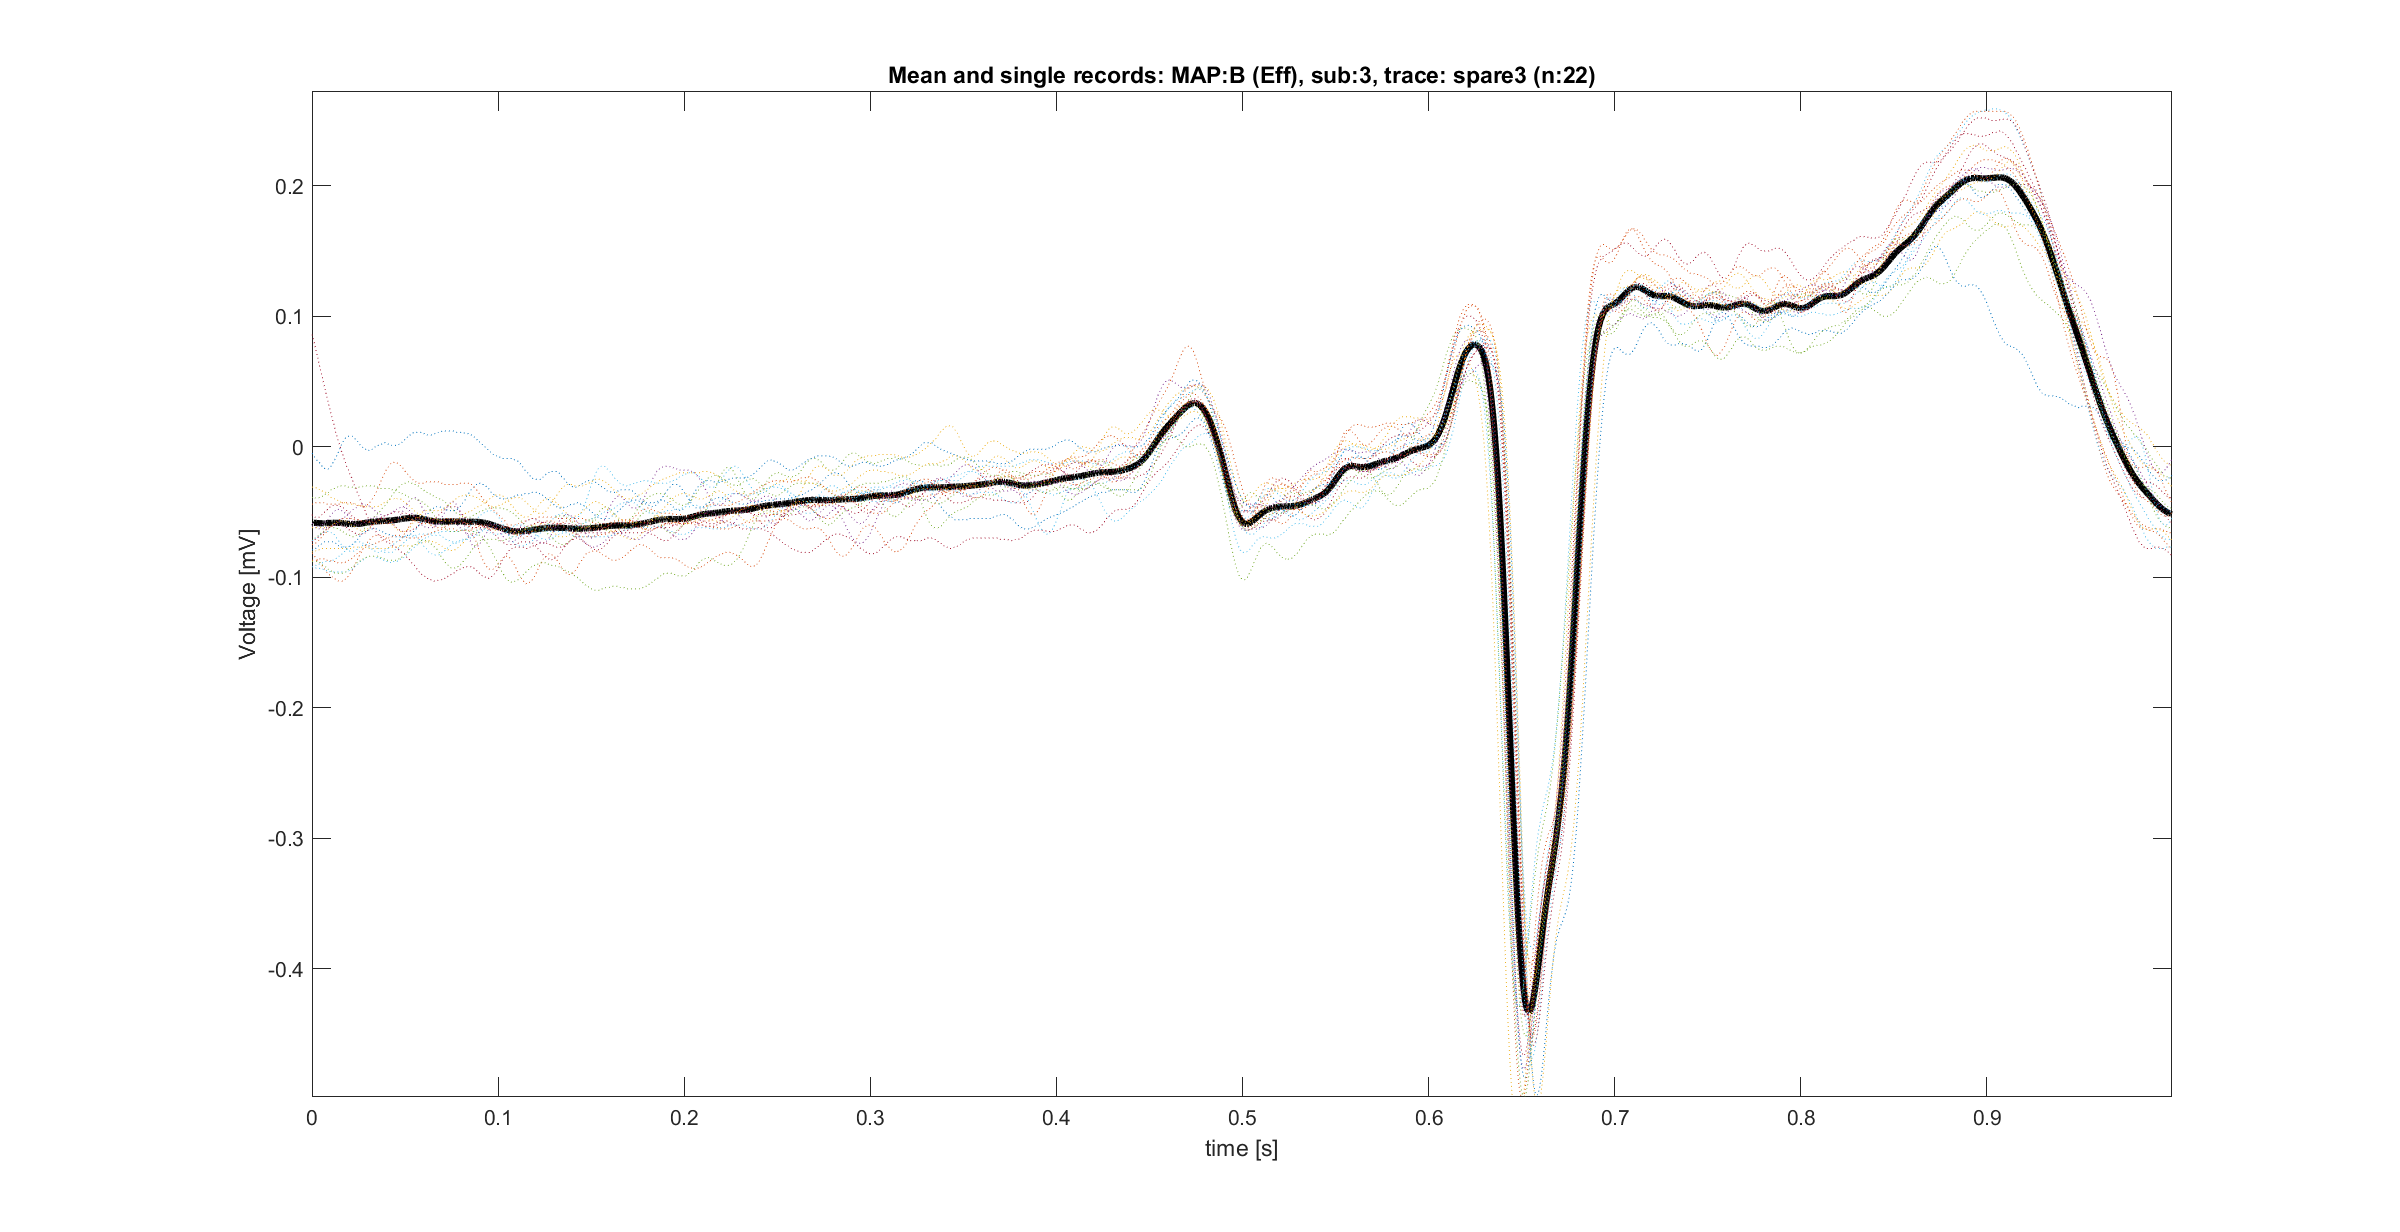 Mean and single records: MAP:B (Eff), sub:3, trace: spare3 (n:22)
0.2
0.1
0
-0.1
-0.2
-0.3
-0.4
Voltage [mV]
0 0.1 0.2 0.3 0.4 0.5 0.6 0.7 0.8 0.9
time [s]